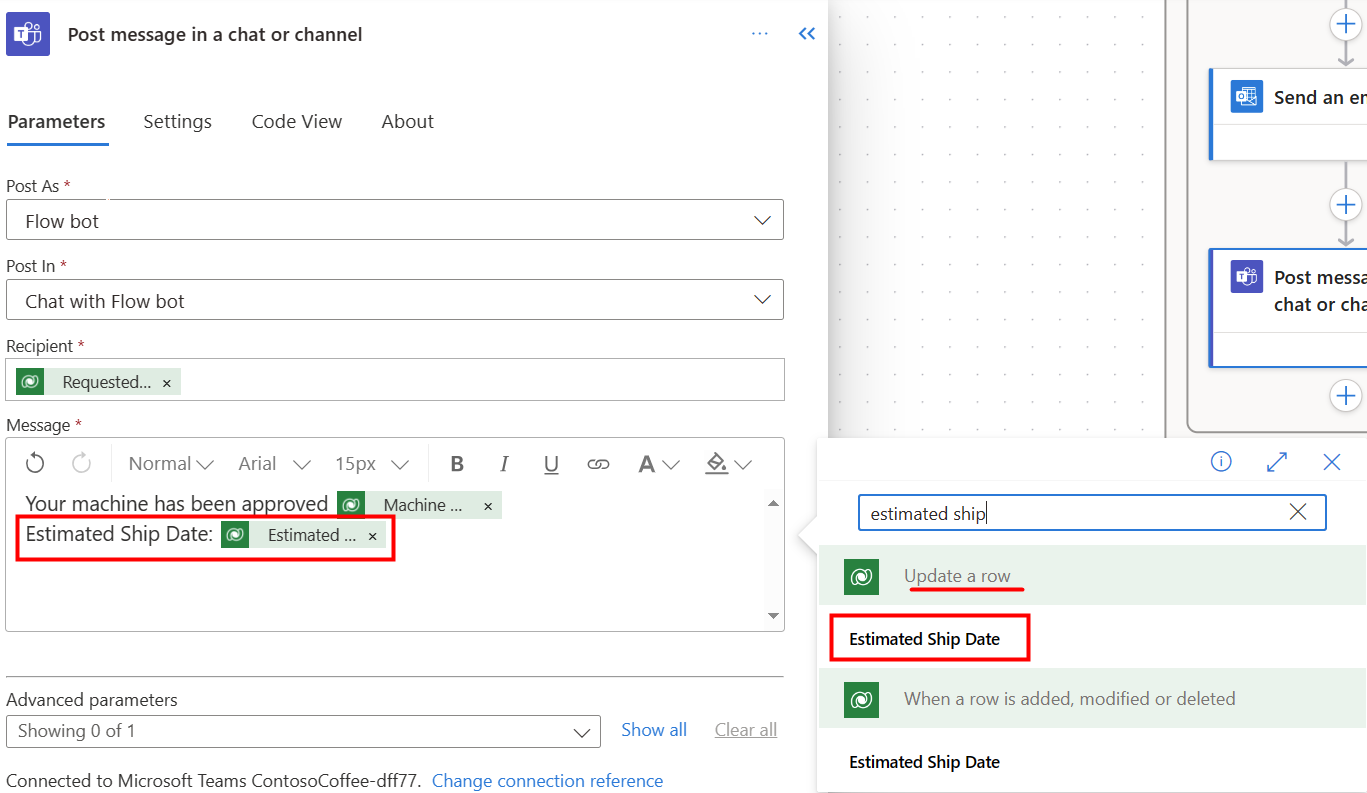 Post message in a chat or channel
Parameters Settings Code View About
Post As *
Flow bot
Post In *
Chat with Flow bot
Recipient *
Requested... ×
Message *
Normal Arial 15px B I U A
Your machine has been approved Machine ... ×
Estimated Ship Date: Estimated ... ×
Advanced parameters
Showing 0 of 1 Show all Clear all
Connected to Microsoft Teams ContosoCoffee-dff77. Change connection reference
Send an em
Post messa
chat or cha
estimated ship
Update a row
Estimated Ship Date
When a row is added, modified or deleted
Estimated Ship Date